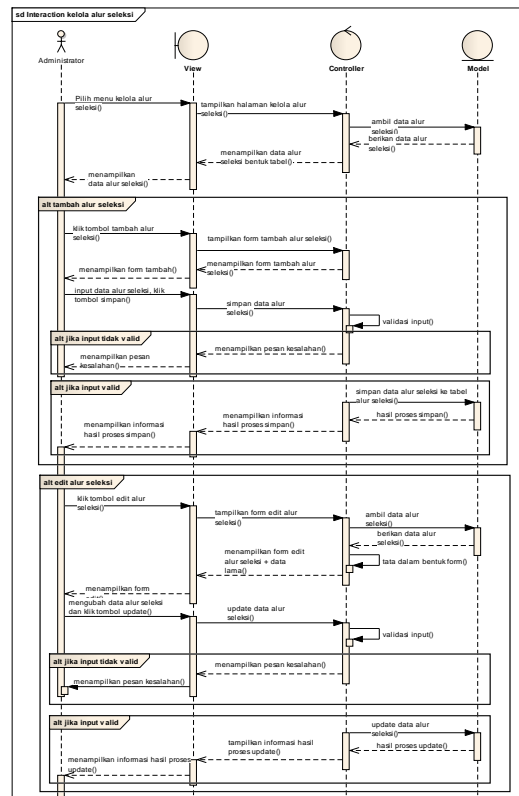 sd Interaction kelola alur seleksi
Administrator
View
Controller
Model
Pilih menu kelola alur
seleksi()
tampilkan halaman kelola alur
seleksi()
ambil data alur
seleksi()
berikan data alur
seleksi()
menampilkan data alur
seleksi bentuk tabel()
menampilkan
data alur seleksi()
alt tambah alur seleksi
klik tombol tambah alur
seleksi()
tampilkan form tambah alur seleksi()
menampilkan form tambah alur
seleksi()
menampilkan form tambah()
input data alur seleksi, klik
tombol simpan()
simpan data alur
seleksi()
validasi input()
alt jika input tidak valid
menampilkan pesan kesalahan()
menampilkan pesan
kesalahan()
alt jika input valid
simpan data alur seleksi ke tabel
alur seleksi()
hasil proses simpan()
menampilkan informasi
hasil proses simpan()
menampilkan informasi
hasil proses simpan()
alt edit alur seleksi
klik tombol edit alur
seleksi()
tampilkan form edit alur
seleksi()
ambil data alur
seleksi()
berikan data alur
seleksi()
tata dalam bentuk form()
menampilkan form edit
alur seleksi + data
lama()
menampilkan form
mengubah data alur seleksi
dan klik tombol update()
update data alur
seleksi()
validasi input()
alt jika input tidak valid
menampilkan pesan kesalahan()
menampilkan pesan kesalahan()
alt jika input valid
update data alur
seleksi()
hasil proses update()
tampilkan informasi hasil
proses update()
menampilkan informasi hasil proses
update()